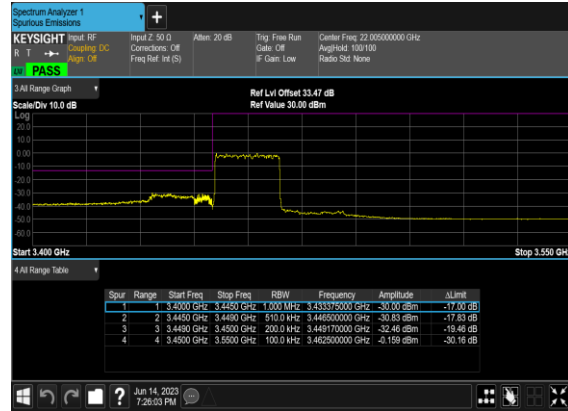 Spectrum Analyzer 1
Spurious Emissions
KEYSIGHT Input: RF Input Z: 50 Ω Atten: 20 dB Trig: Free Run Center Freq: 22.005000000 GHz
R T Coupling: DC Corrections: Off Gate: Off Avg|Hold: 100/100
Align: Off Freq Ref: Int (S) IF Gain: Low Radio Std: None
PASS
3 All Range Graph
Ref Lvl Offset 33.47 dB
Scale/Div 10.0 dB Ref Value 30.00 dBm
Log
20.0
10.0
0.00
-10.0
-20.0
-30.0
-40.0
-50.0
-60.0
Start 3.400 GHz Stop 3.550 GHz
4 All Range Table
Spur Range Start Freq Stop Freq RBW Frequency Amplitude ΔLimit
1 1 3.4000 GHz 3.4450 GHz 1.000 MHz 3.433375000 GHz -30.00 dBm -17.00 dB
2 2 3.4450 GHz 3.4490 GHz 510.0 kHz 3.446500000 GHz -30.83 dBm -17.83 dB
3 3 3.4490 GHz 3.4500 GHz 200.0 kHz 3.449170000 GHz -32.46 dBm -19.46 dB
4 4 3.4500 GHz 3.5500 GHz 100.0 kHz 3.462500000 GHz -0.159 dBm -30.16 dB
? Jun 14, 2023
7:26:03 PM